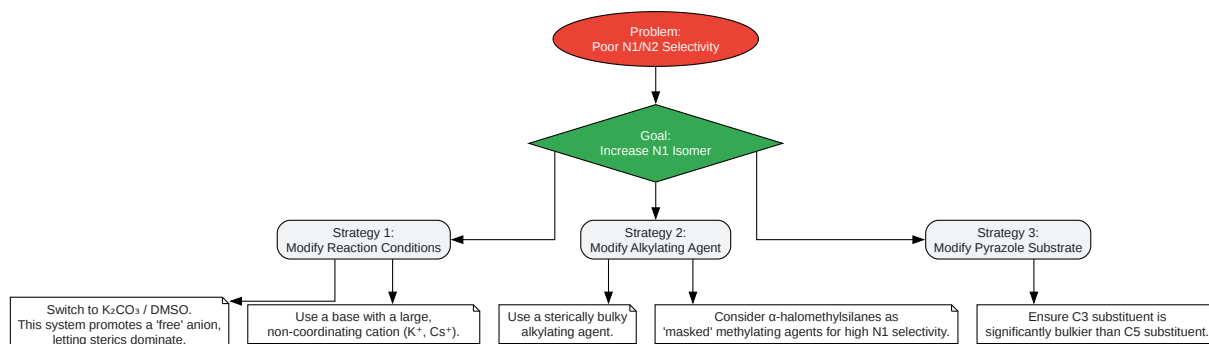 Problem:
Poor N1/N2 Selectivity
Goal:
Increase N1 Isomer
Strategy 1:
Modify Reaction Conditions
Strategy 2:
Modify Alkylating Agent
Strategy 3:
Modify Pyrazole Substrate
Switch to K₂CO₃ / DMSO.
This system promotes a 'free' anion,
letting sterics dominate.
Use a base with a large,
non-coordinating cation (K⁺, Cs⁺).
Use a sterically bulky
alkylating agent.
Consider α-halomethylsilanes as
'masked' methylating agents for high N1 selectivity.
Ensure C3 substituent is
significantly bulkier than C5 substituent.